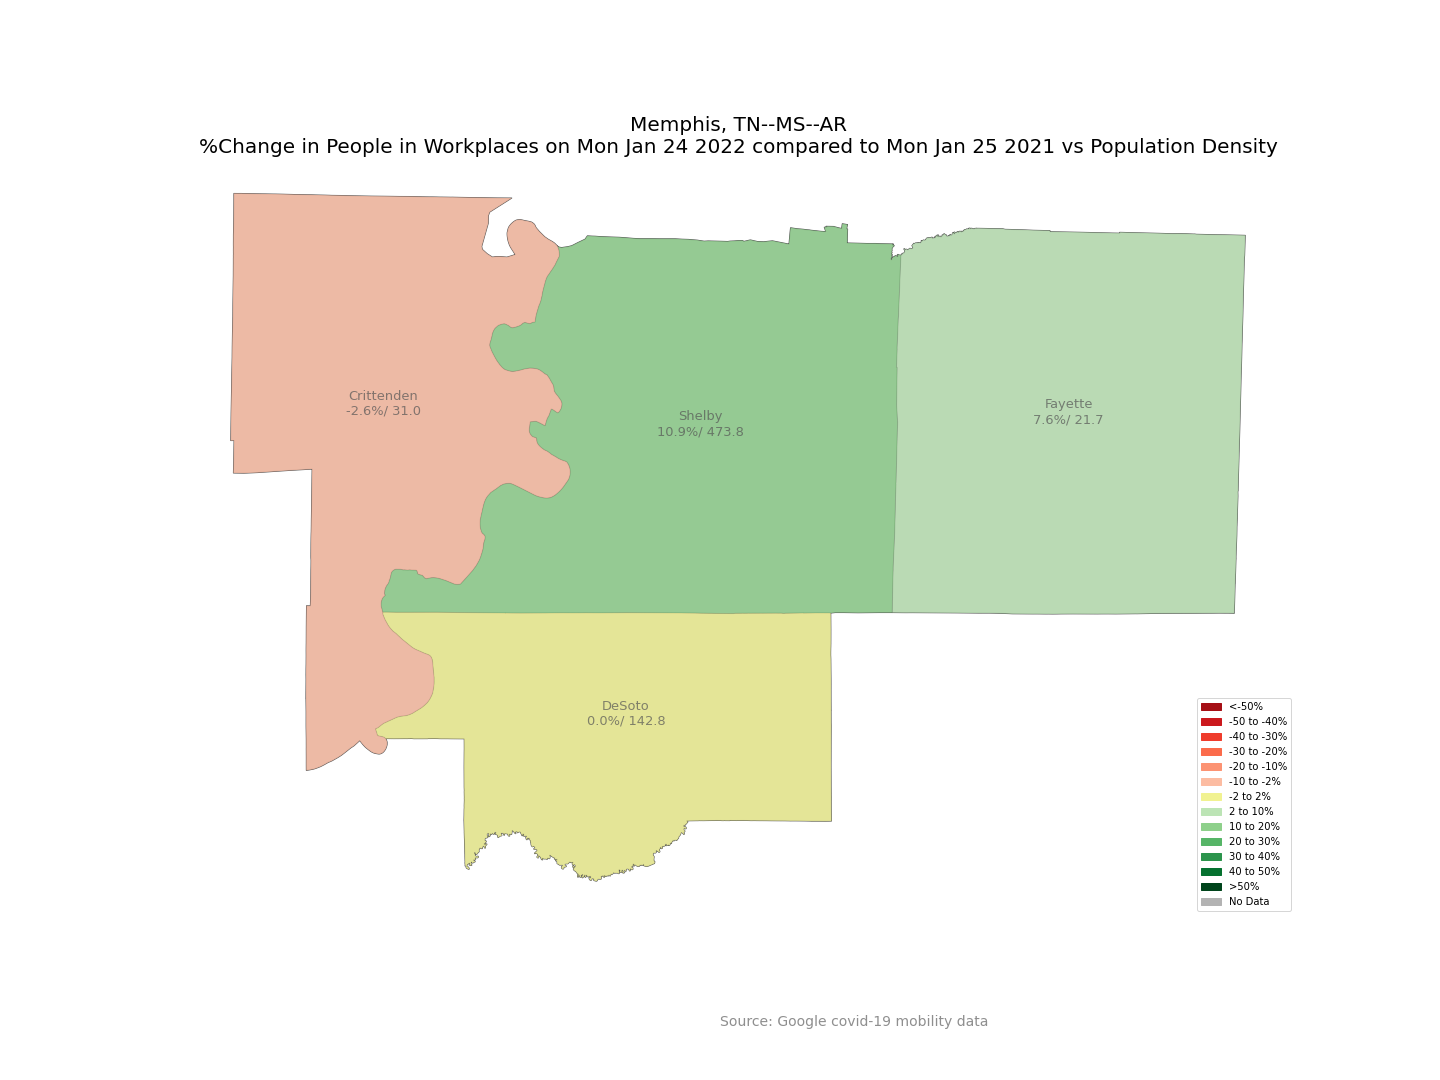 Memphis, TN--MS--AR
%Change in People in Workplaces on Mon Jan 24 2022 compared to Mon Jan 25 2021 vs Population Density
Crittenden
-2.6%/ 31.0
Shelby
10.9%/ 473.8
Fayette
7.6%/ 21.7
DeSoto
0.0%/ 142.8
<-50%
-50 to -40%
-40 to -30%
-30 to -20%
-20 to -10%
-10 to -2%
-2 to 2%
2 to 10%
10 to 20%
20 to 30%
30 to 40%
40 to 50%
>50%
No Data
Source: Google covid-19 mobility data